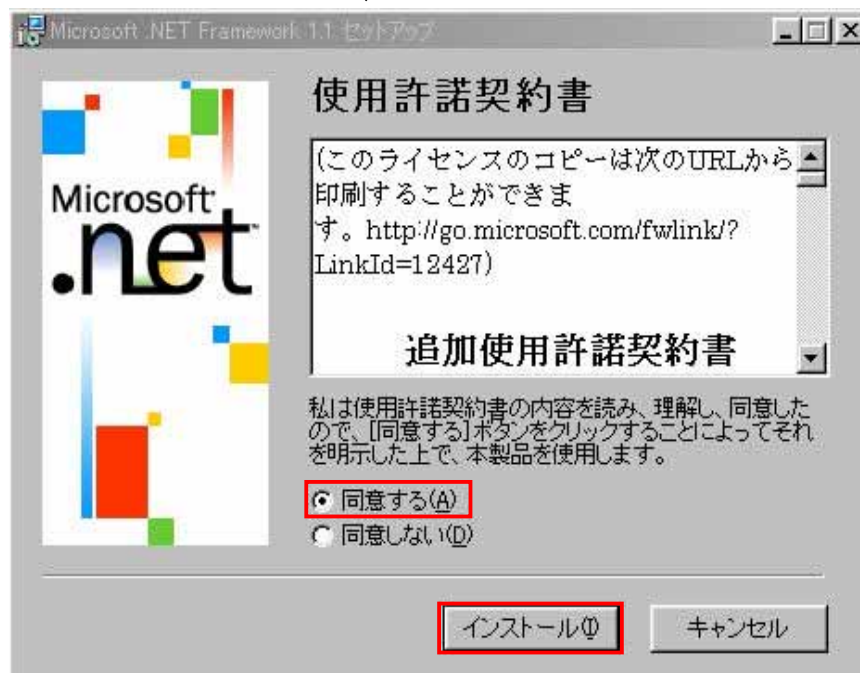 Microsoft .NET Framework 1.1 セットアップ
使用許諾契約書
(このライセンスのコピーは次のURLから
印刷することができま
す。http://go.microsoft.com/fwlink/?
LinkId=12427)
追加使用許諾契約書
Microsoft
.net
私は使用許諾契約書の内容を読み、理解し、同意した
ので、[同意する]ボタンをクリックすることによってそれ
を明示した上で、本製品を使用します。
同意する(A)
同意しない(D)
インストール(I)
キャンセル